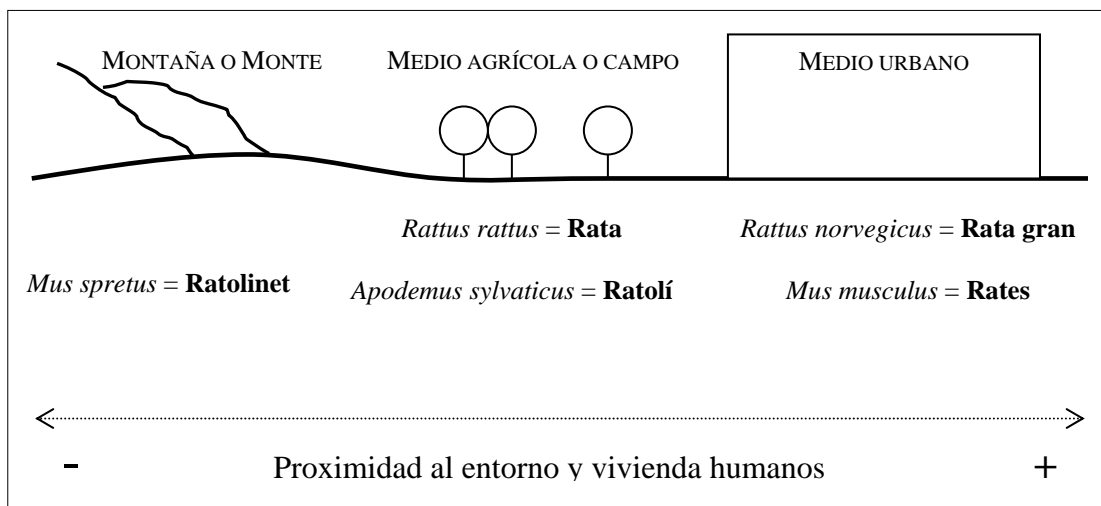 MONTAÑA O MONTE
MEDIO AGRÍCOLA O CAMPO
MEDIO URBANO
Rattus rattus = Rata
Rattus norvegicus = Rata gran
Mus spretus = Ratolinet
Apodemus sylvaticus = Ratolí
Mus musculus = Rates
-
Proximidad al entorno y vivienda humanos
+